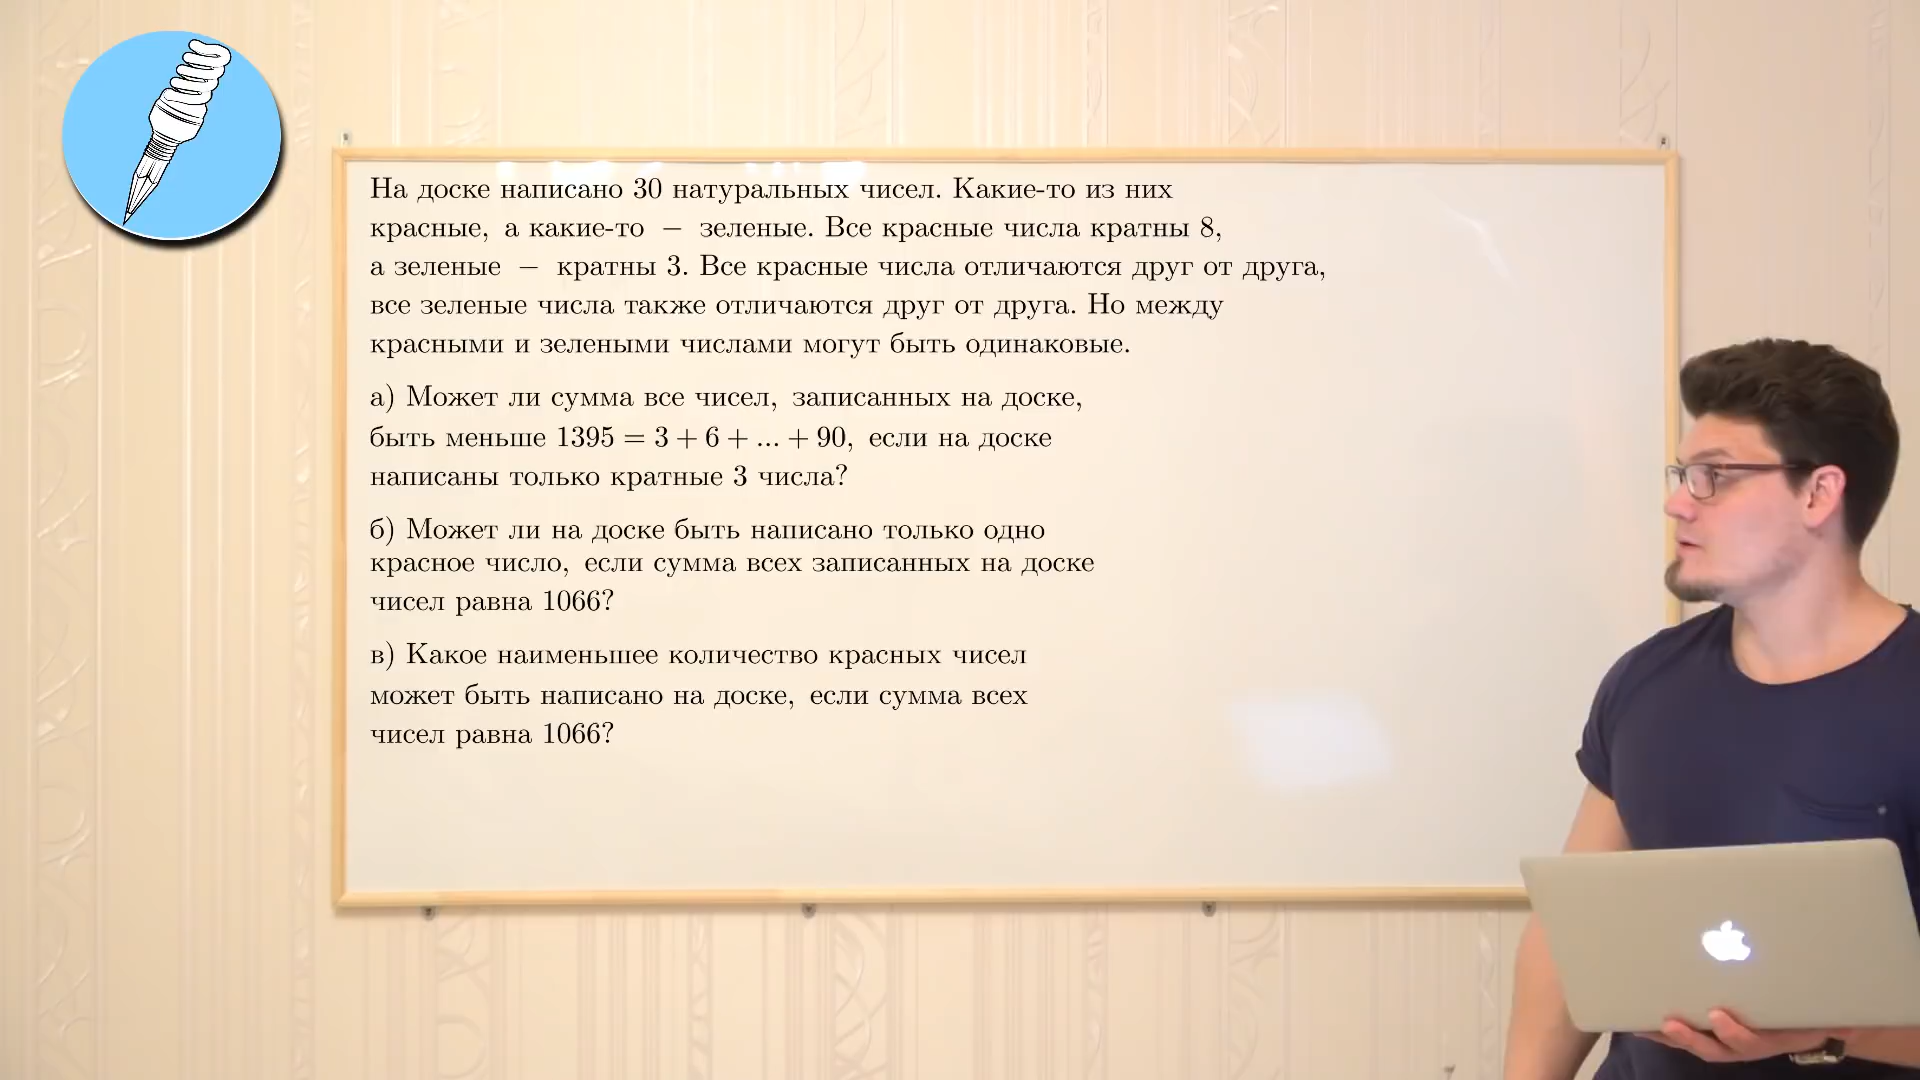 На доске написано 30 натуральных чисел. Какие-то из них
красные, а какие-то − зеленые. Все красные числа кратны 8,
а зеленые − кратны 3. Все красные числа отличаются друг от друга,
все зеленые числа также отличаются друг от друга. Но между
красными и зелеными числами могут быть одинаковые.
а) Может ли сумма все чисел, записанных на доске,
быть меньше 1395 = 3 + 6 + ... + 90, если на доске
написаны только кратные 3 числа?
б) Может ли на доске быть написано только одно
красное число, если сумма всех записанных на доске
чисел равна 1066?
в) Какое наименьшее количество красных чисел
может быть написано на доске, если сумма всех
чисел равна 1066?